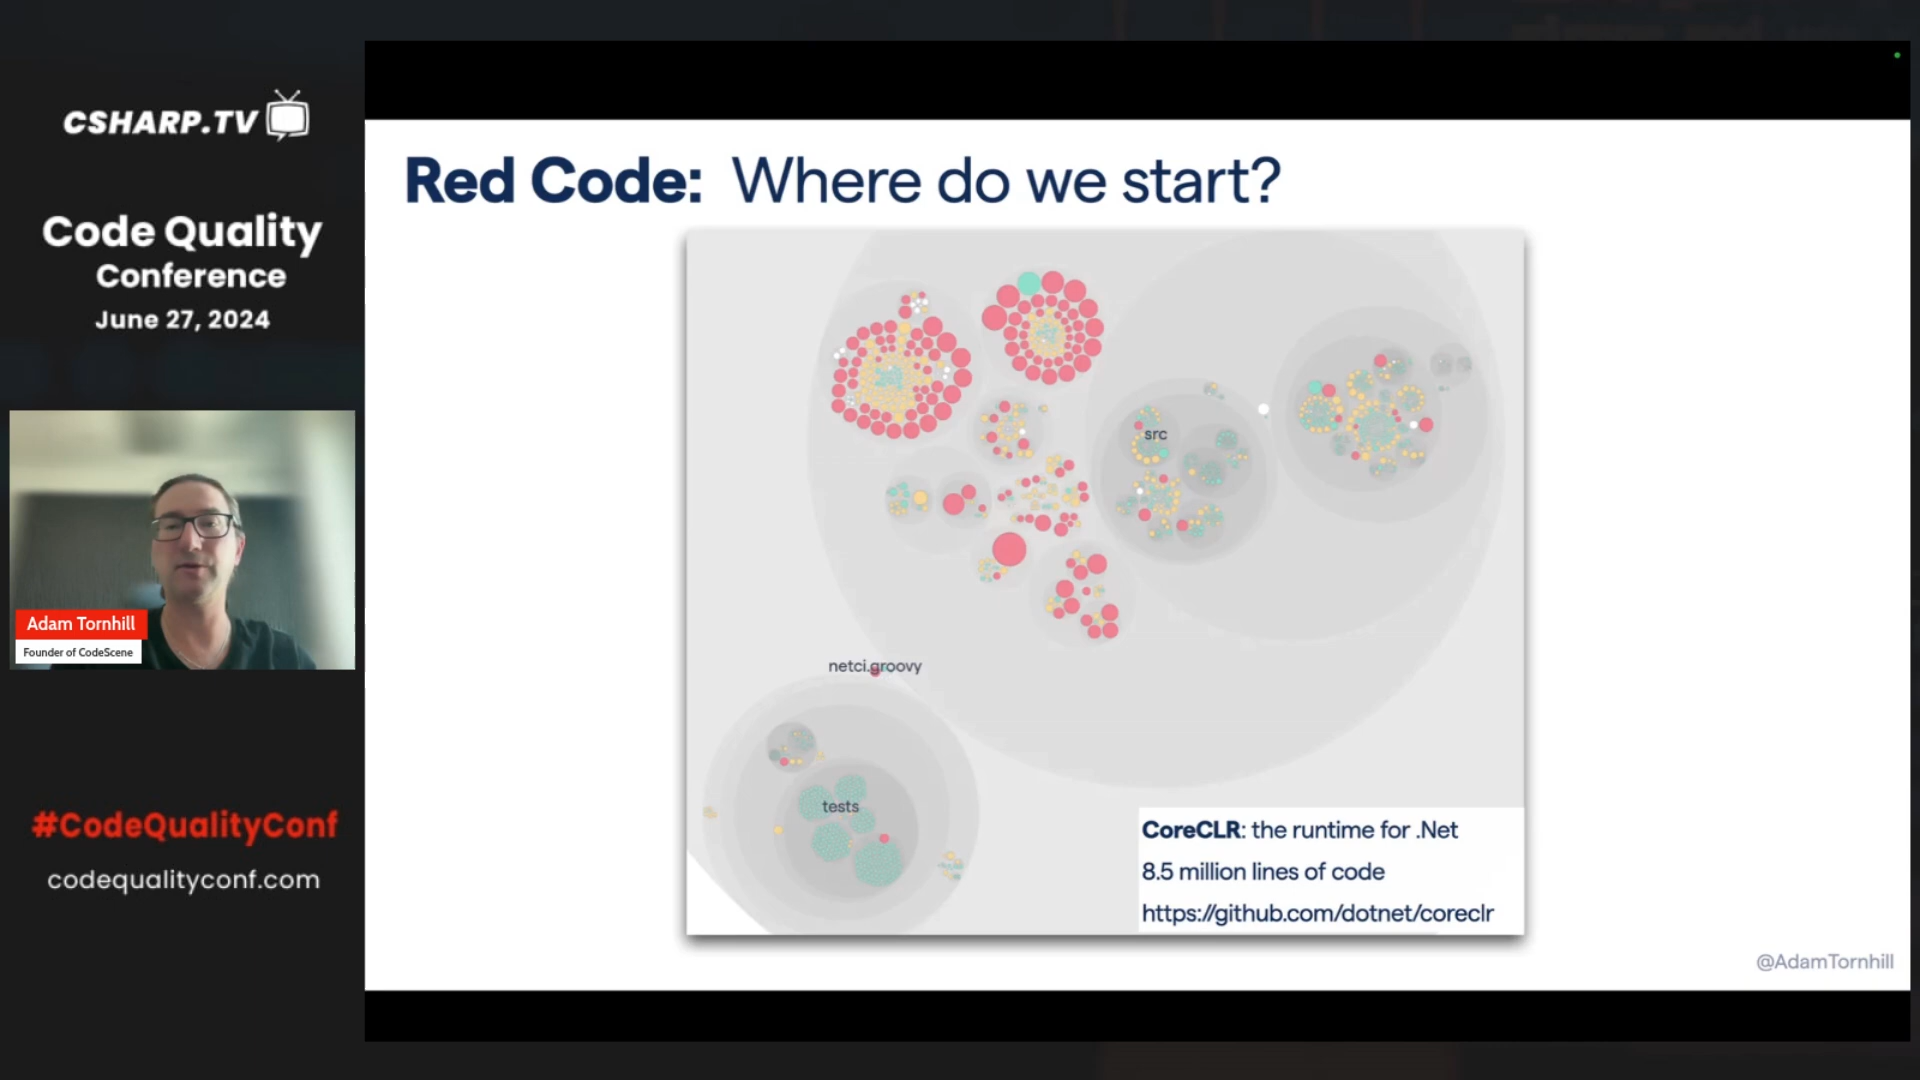 CSHARP.TV
Code Quality
Conference
June 27, 2024
Adam Tornhill
Founder of CodeScene
#CodeQualityConf
codequalityconf.com
Red Code: Where do we start?
src
netci.groovy
tests
CoreCLR: the runtime for .Net
8.5 million lines of code
https://github.com/dotnet/coreclr
@AdamTornhill